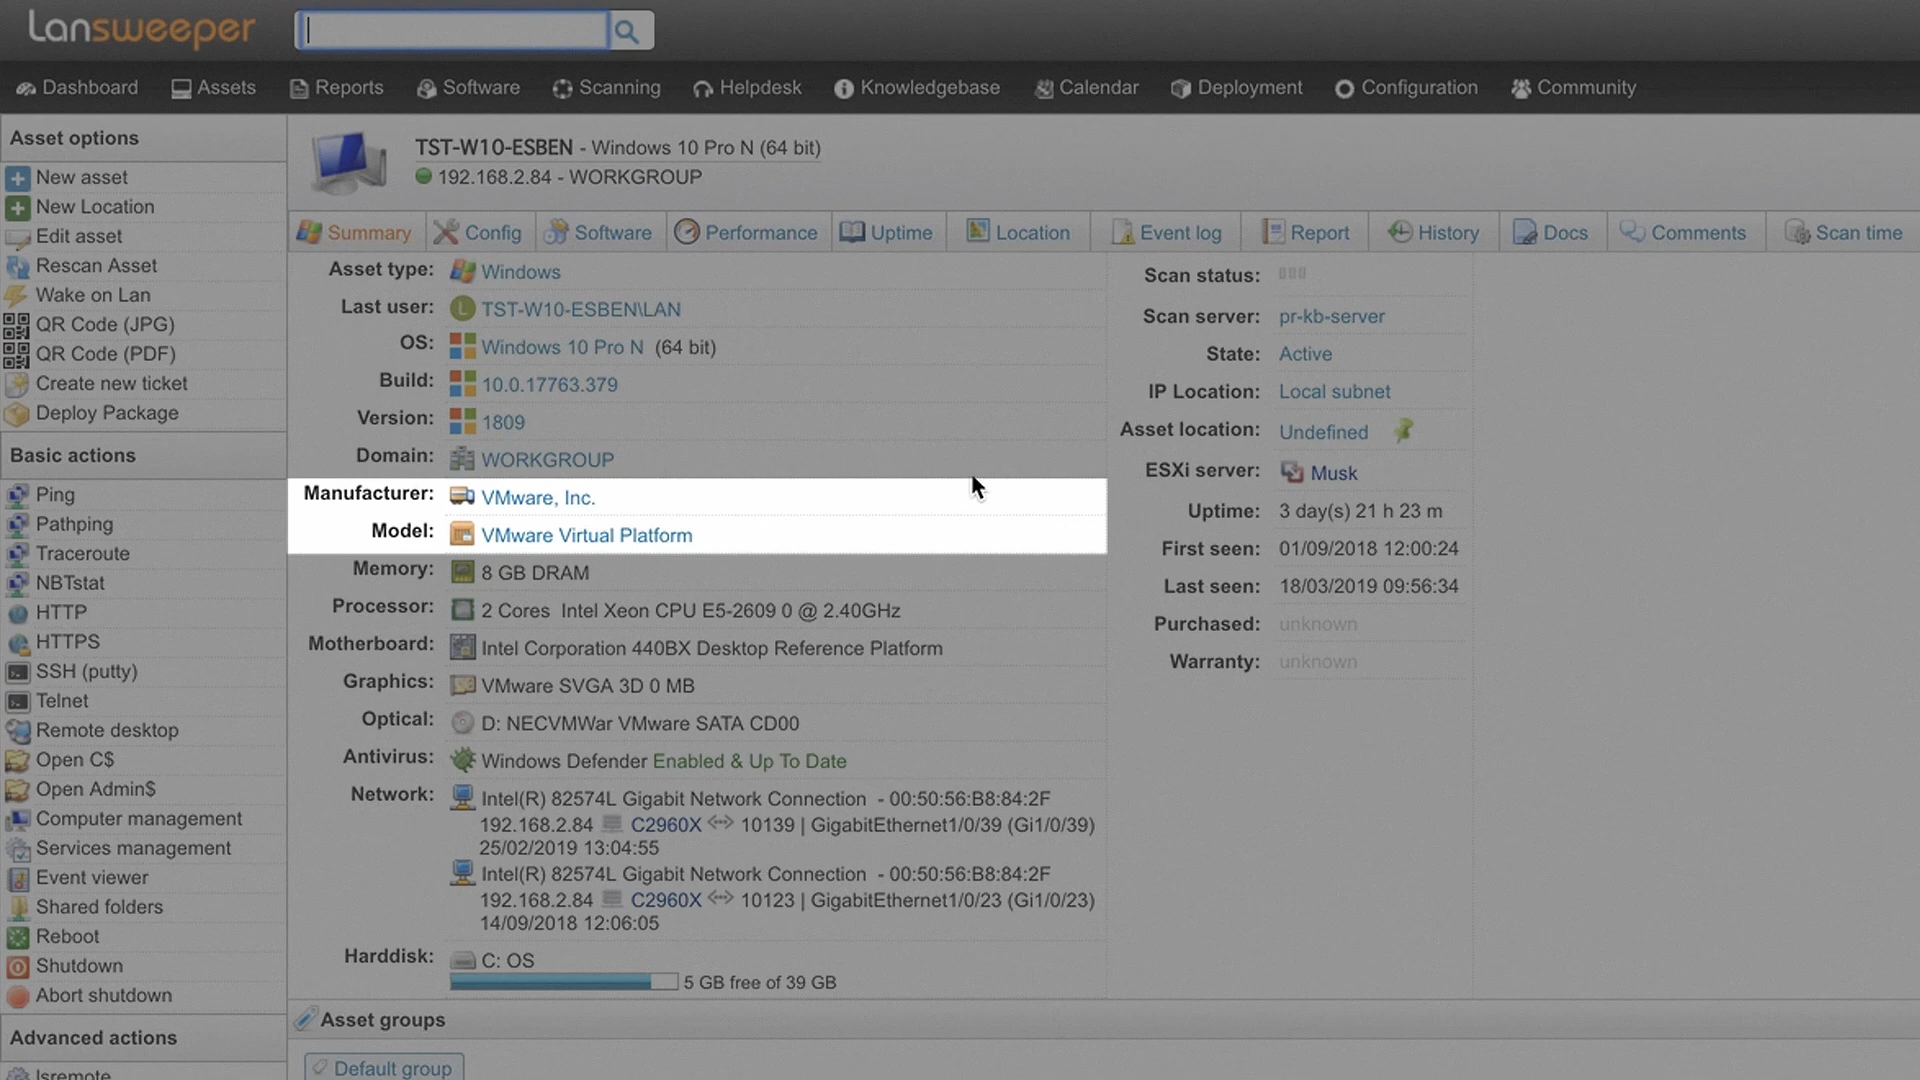 Lansweeper
Dashboard Assets Reports Software Scanning Helpdesk Knowledgebase Calendar Deployment Configuration Community
Asset options
New asset
New Location
Edit asset
Rescan Asset
Wake on Lan
QR Code (JPG)
QR Code (PDF)
Create new ticket
Deploy Package
Basic actions
Ping
Pathping
Traceroute
NBTstat
HTTP
HTTPS
SSH (putty)
Telnet
Remote desktop
Open C$
Open Admin$
Computer management
Services management
Event viewer
Shared folders
Reboot
Shutdown
Abort shutdown
Advanced actions
lsremote
TST-W10-ESBEN - Windows 10 Pro N (64 bit)
192.168.2.84 - WORKGROUP
Summary Config Software Performance Uptime Location Event log Report History Docs Comments Scan time
Asset type: Windows
Last user: L TST-W10-ESBEN\LAN
OS: Windows 10 Pro N (64 bit)
Build: 10.0.17763.379
Version: 1809
Domain: WORKGROUP
Manufacturer: VMware, Inc.
Model: VMware Virtual Platform
Memory: 8 GB DRAM
Processor: 2 Cores Intel Xeon CPU E5-2609 0 @ 2.40GHz
Motherboard: Intel Corporation 440BX Desktop Reference Platform
Graphics: VMware SVGA 3D 0 MB
Optical: D: NECVMWar VMware SATA CD00
Antivirus: Windows Defender Enabled & Up To Date
Network: Intel(R) 82574L Gigabit Network Connection - 00:50:56:B8:84:2F
192.168.2.84 C2960X 10139 | GigabitEthernet1/0/39 (Gi1/0/39)
25/02/2019 13:04:55
Intel(R) 82574L Gigabit Network Connection - 00:50:56:B8:84:2F
192.168.2.84 C2960X 10123 | GigabitEthernet1/0/23 (Gi1/0/23)
14/09/2018 12:06:05
Harddisk: C: OS
5 GB free of 39 GB
Scan status:
Scan server: pr-kb-server
State: Active
IP Location: Local subnet
Asset location: Undefined
ESXi server: Musk
Uptime: 3 day(s) 21 h 23 m
First seen: 01/09/2018 12:00:24
Last seen: 18/03/2019 09:56:34
Purchased: unknown
Warranty: unknown
Asset groups
Default group